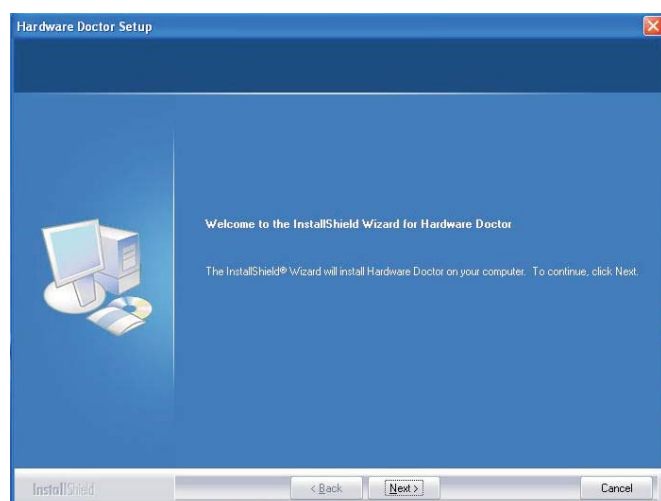 Hardware Doctor Setup
Welcome to the InstallShield Wizard for Hardware Doctor
The InstallShield® Wizard will install Hardware Doctor on your computer. To continue, click Next.
InstallShield
< Back
Next >
Cancel